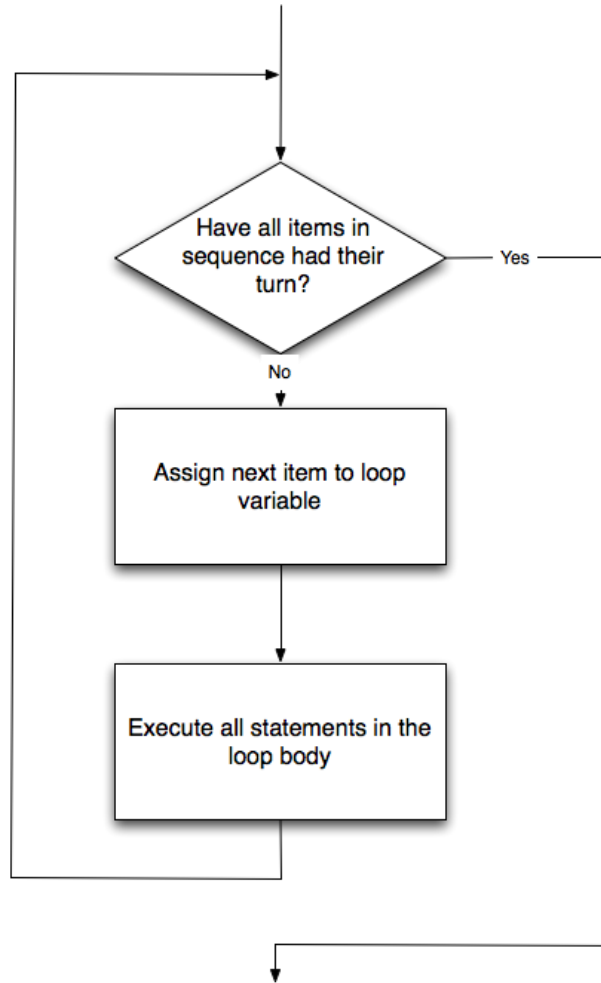 Have all items in
sequence had their
turn?
Yes
No
Assign next item to loop
variable
Execute all statements in the
loop body